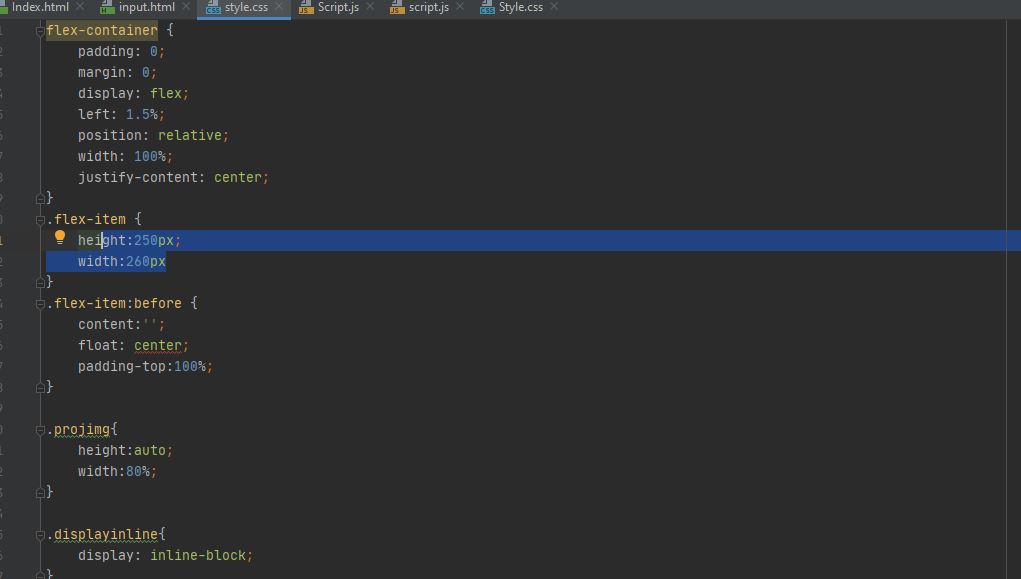 Index.html input.html style.css Script.js script.js Style.css
flex-container {
padding: 0;
margin: 0;
display: flex;
left: 1.5%;
position: relative;
width: 100%;
justify-content: center;
}
.flex-item {
height:250px;
width:260px
}
.flex-item:before {
content:'';
float: center;
padding-top:100%;
}
.projimg{
height:auto;
width:80%;
}
.displayinline{
display: inline-block;
}